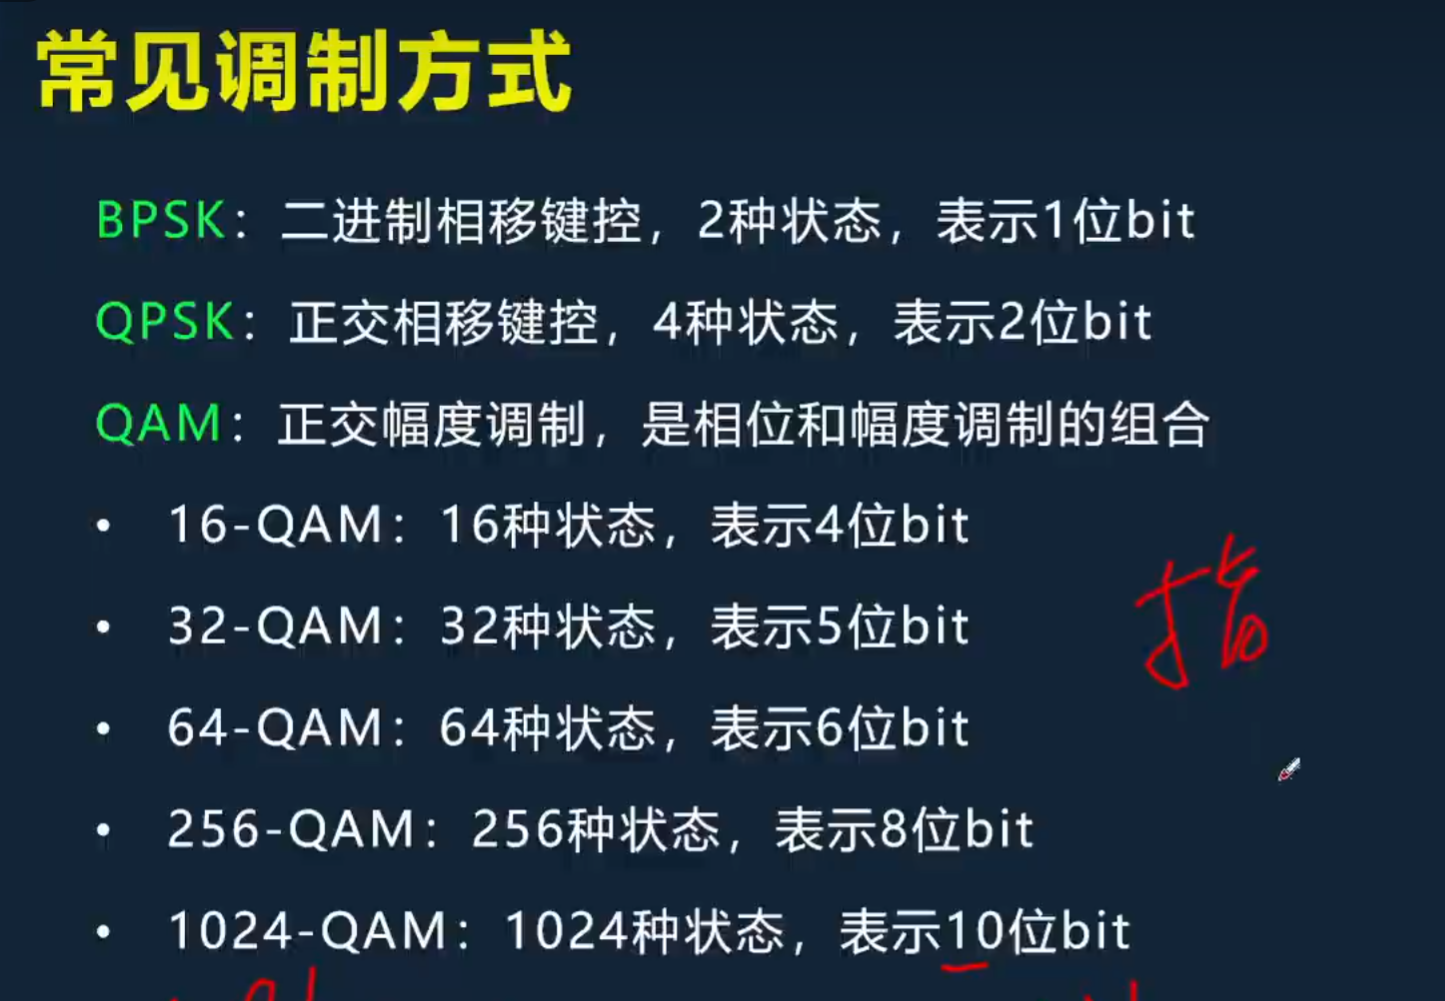 常见调制方式
BPSK：二进制相移键控，2种状态，表示1位bit
QPSK：正交相移键控，4种状态，表示2位bit
QAM：正交幅度调制，是相位和幅度调制的组合
• 16-QAM：16种状态，表示4位bit
• 32-QAM：32种状态，表示5位bit
指
• 64-QAM：64种状态，表示6位bit
• 256-QAM：256种状态，表示8位bit
• 1024-QAM：1024种状态，表示10位bit